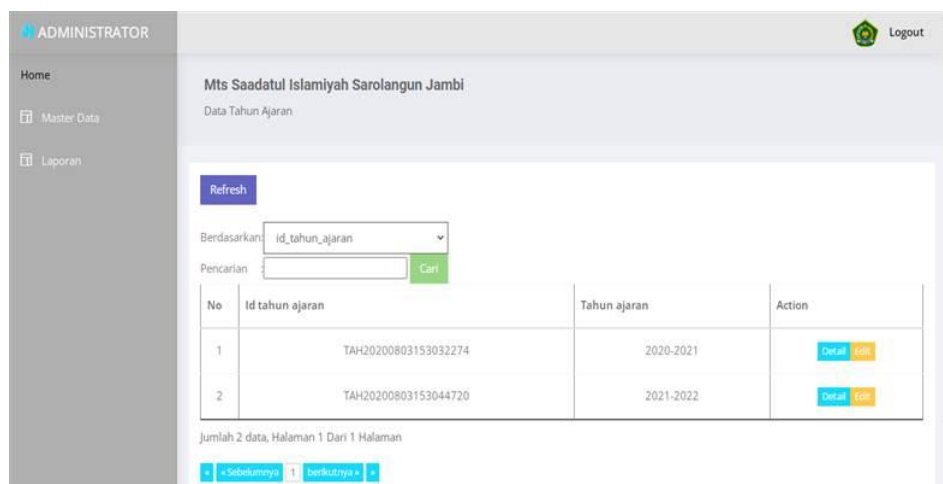 ADMINISTRATOR
Logout
Home
Master Data
Laporan
Mts Saadatul Islamiyah Sarolangun Jambi
Data Tahun Ajaran
Refresh
Berdasarkan: id_tahun_ajaran
Pencarian : Cari
No Id tahun ajaran Tahun ajaran Action
1 TAH20200803153032274 2020-2021 Detail Edit
2 TAH20200803153044720 2021-2022 Detail Edit
Jumlah 2 data, Halaman 1 Dari 1 Halaman
« « Sebelumnya 1 berikutnya » »